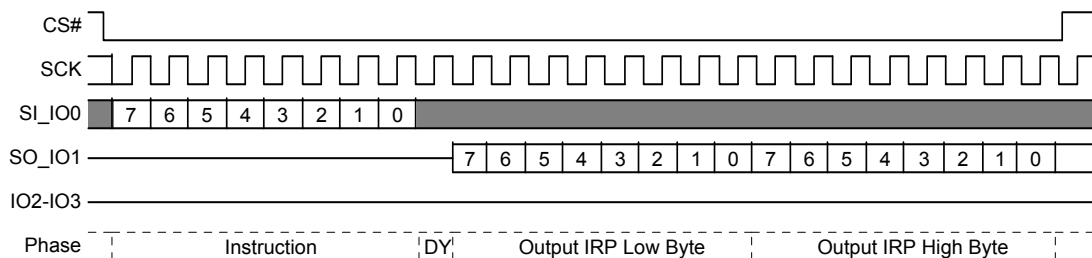 CS#
SCK
SI_IO0 7 6 5 4 3 2 1 0
SO_IO1 7 6 5 4 3 2 1 0 7 6 5 4 3 2 1 0
IO2-IO3
Phase Instruction DY Output IRP Low Byte Output IRP High Byte